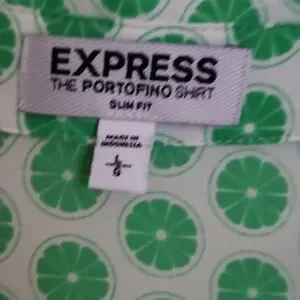 EXPRESS
THE PORTOFINO SHIRT
SLIM FIT
MADE IN
INDONESIA